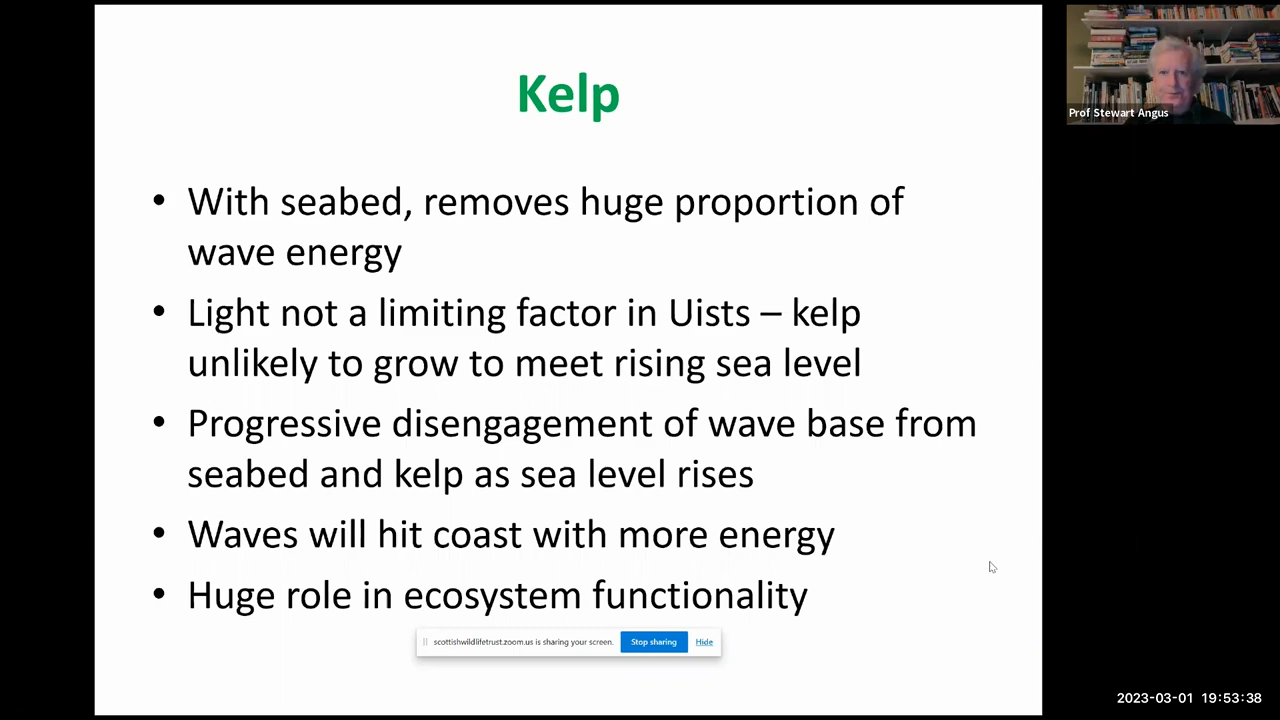 Kelp
• With seabed, removes huge proportion of
wave energy
• Light not a limiting factor in Uists – kelp
unlikely to grow to meet rising sea level
• Progressive disengagement of wave base from
seabed and kelp as sea level rises
• Waves will hit coast with more energy
• Huge role in ecosystem functionality
scottishwildlifetrust.zoom.us is sharing your screen. Stop sharing Hide
Prof Stewart Angus
2023-03-01 19:53:38